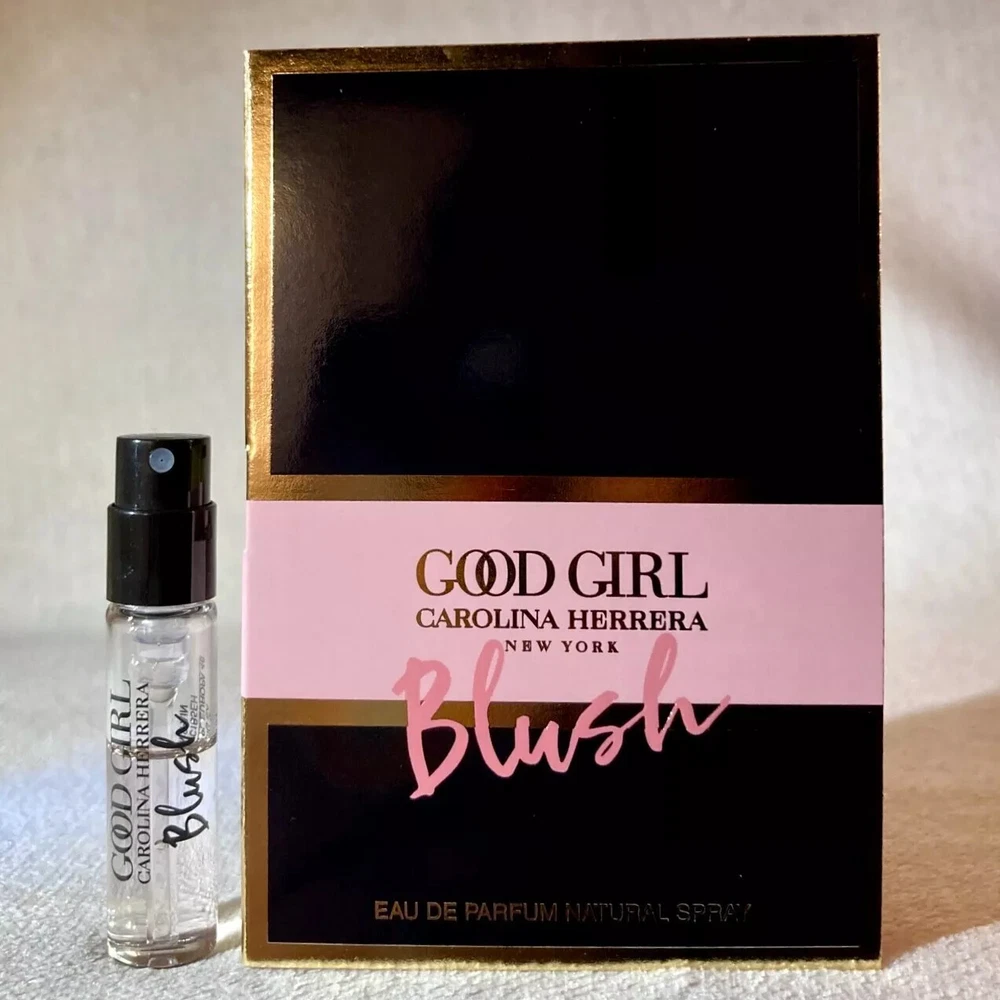 GOOD GIRL
CAROLINA HERRERA
NEW YORK
Blush
EAU DE PARFUM NATURAL SPRAY
GOOD GIRL
CAROLINA HERRERA
Blush